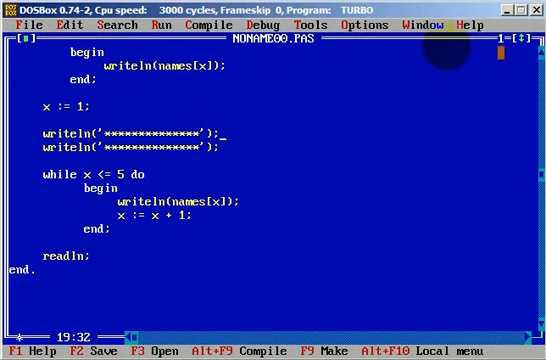 DOSBox 0.74-2, Cpu speed: 3000 cycles, Frameskip 0, Program: TURBO
File Edit Search Run Compile Debug Tools Options Window Help
NONAME00.PAS 1
begin
writeln(names[x]);
end;
x := 1;
writeln('**************');
writeln('**************');
while x <= 5 do
begin
writeln(names[x]);
x := x + 1;
end;
readln;
end.
19:32
F1 Help F2 Save F3 Open Alt+F9 Compile F9 Make Alt+F10 Local menu